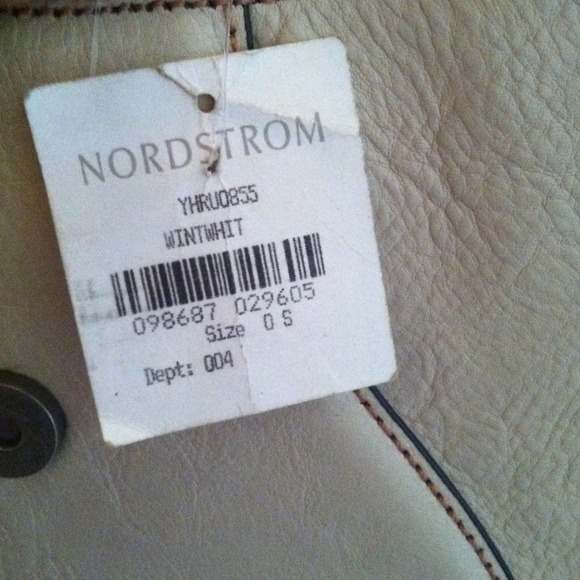 NORDSTROM
YHRU0855
WINTWHIT
098687 029605
Size 0 S
Dept: 004